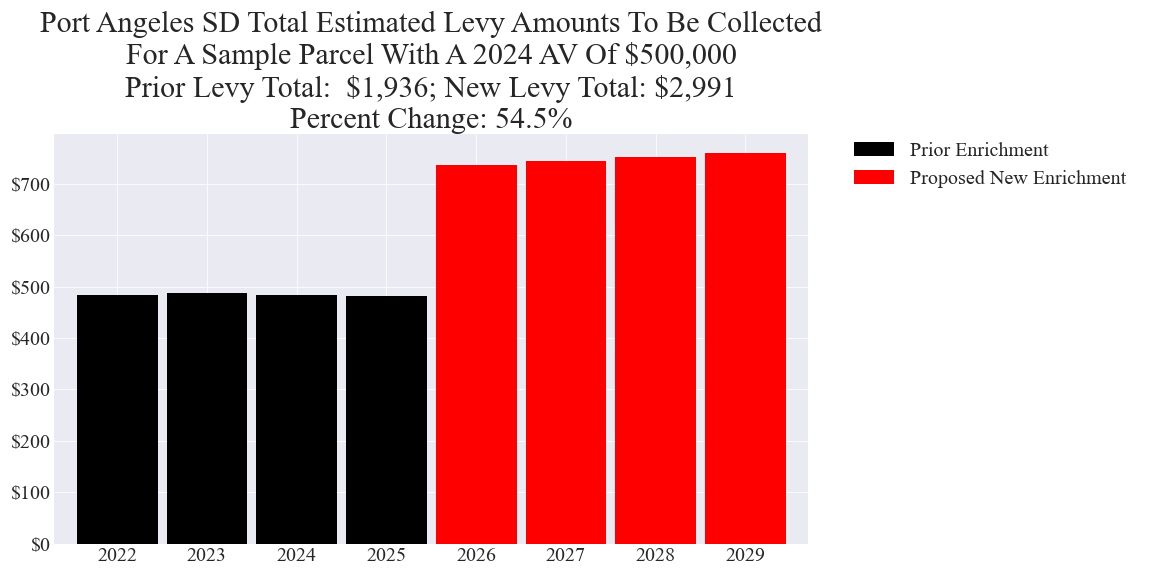 Port Angeles SD Total Estimated Levy Amounts To Be Collected
For A Sample Parcel With A 2024 AV Of $500,000
Prior Levy Total:  $1,936; New Levy Total: $2,991
Percent Change: 54.5%
Prior Enrichment
Proposed New Enrichment
$700
$600
$500
$400
$300
$200
$100
$0
2022 2023 2024 2025 2026 2027 2028 2029